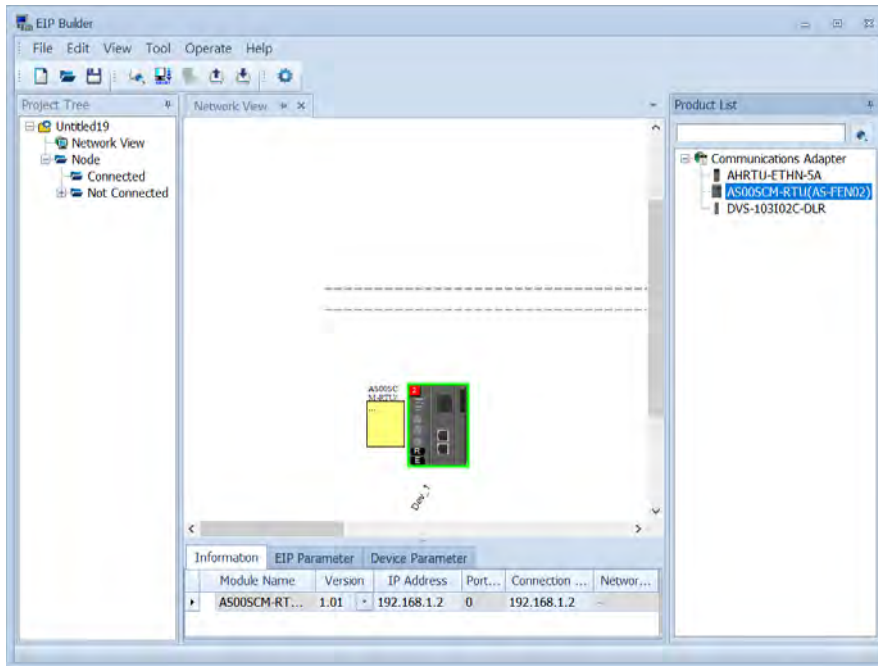 EIP Builder
File Edit View Tool Operate Help
Project Tree
Untitled19
Network View
Node
Connected
Not Connected
Network View
AS00SC
M-RTU
...
2
R
E
Dev_1
Information EIP Parameter Device Parameter
Module Name Version IP Address Port... Connection ... Networ...
AS00SCM-RT... 1.01 192.168.1.2 0 192.168.1.2 --
Product List
Communications Adapter
AHRTU-ETHN-5A
AS00SCM-RTU(AS-FEN02)
DVS-103I02C-DLR